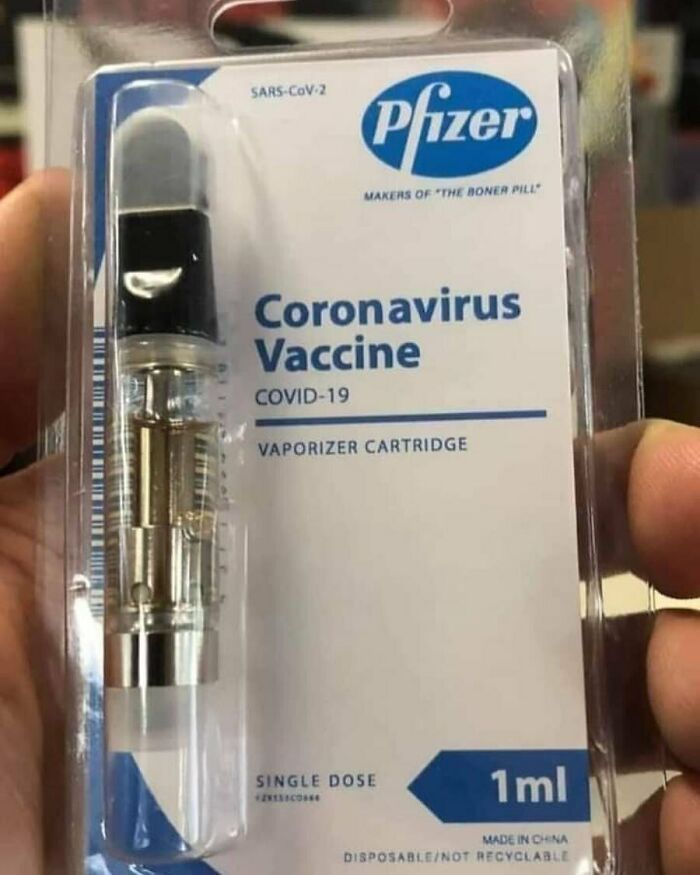 SARS-CoV-2
Pfizer
MAKERS OF "THE BONER PILL"
Coronavirus
Vaccine
COVID-19
VAPORIZER CARTRIDGE
SINGLE DOSE
1ml
MADE IN CHINA
DISPOSABLE/NOT RECYCLABLE